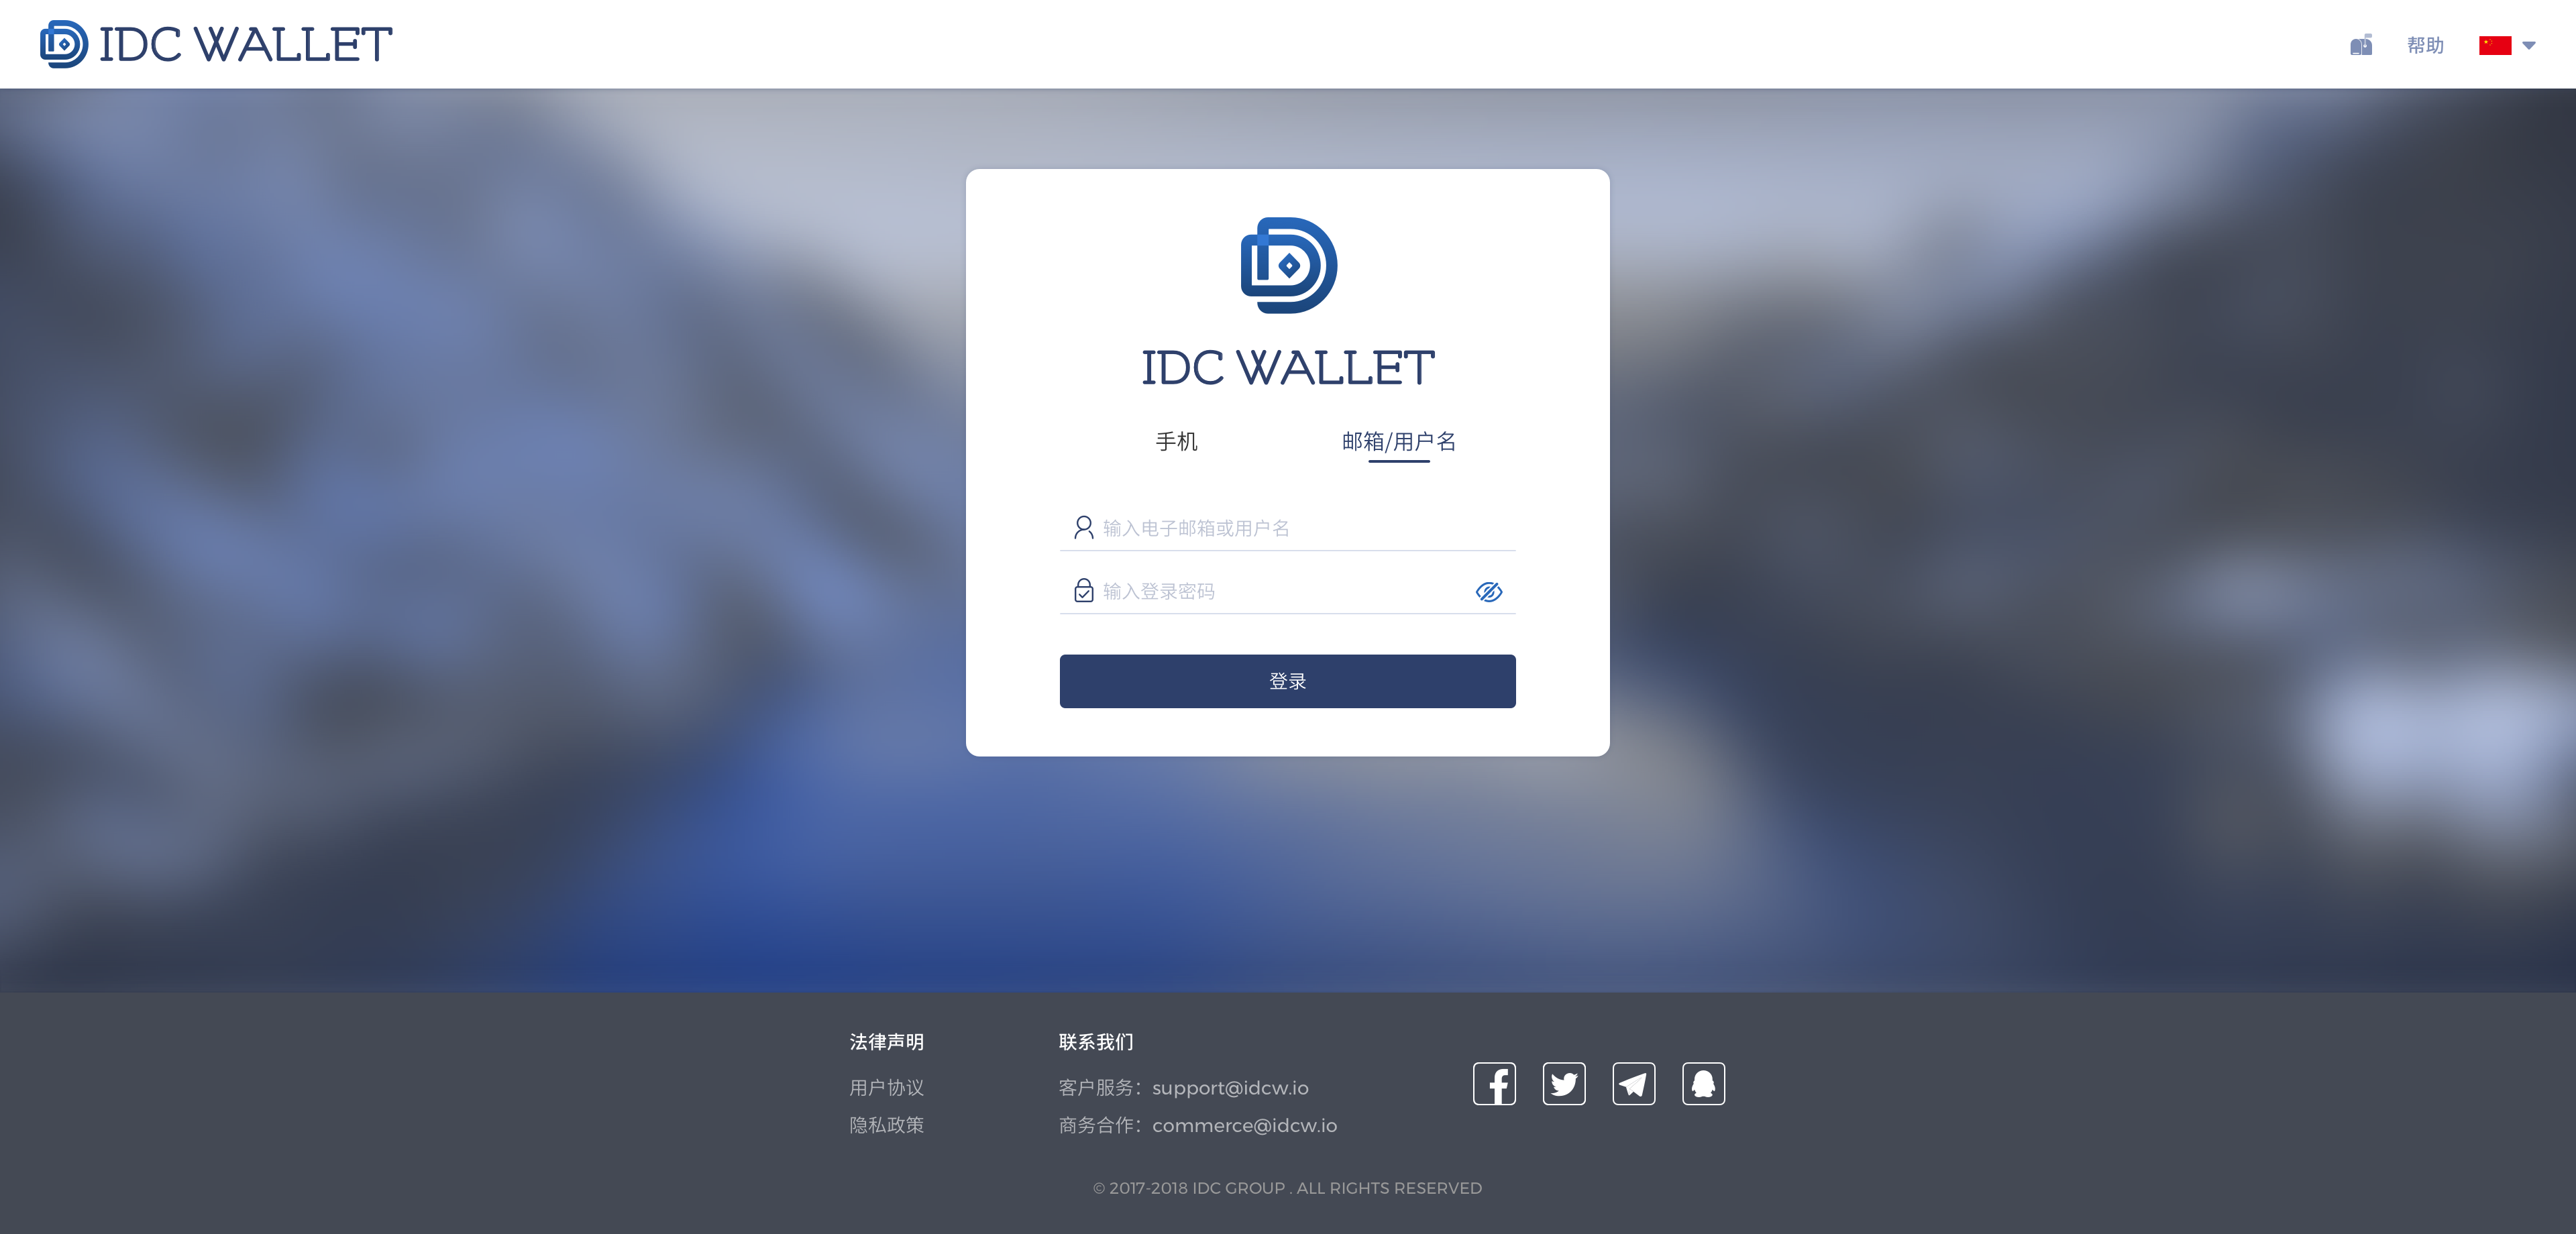 IDC WALLET
帮助
IDC WALLET
手机
邮箱/用户名
输入电子邮箱或用户名
输入登录密码
登录
法律声明
用户协议
隐私政策
联系我们
客户服务：support@idcw.io
商务合作：commerce@idcw.io
© 2017-2018 IDC GROUP . ALL RIGHTS RESERVED